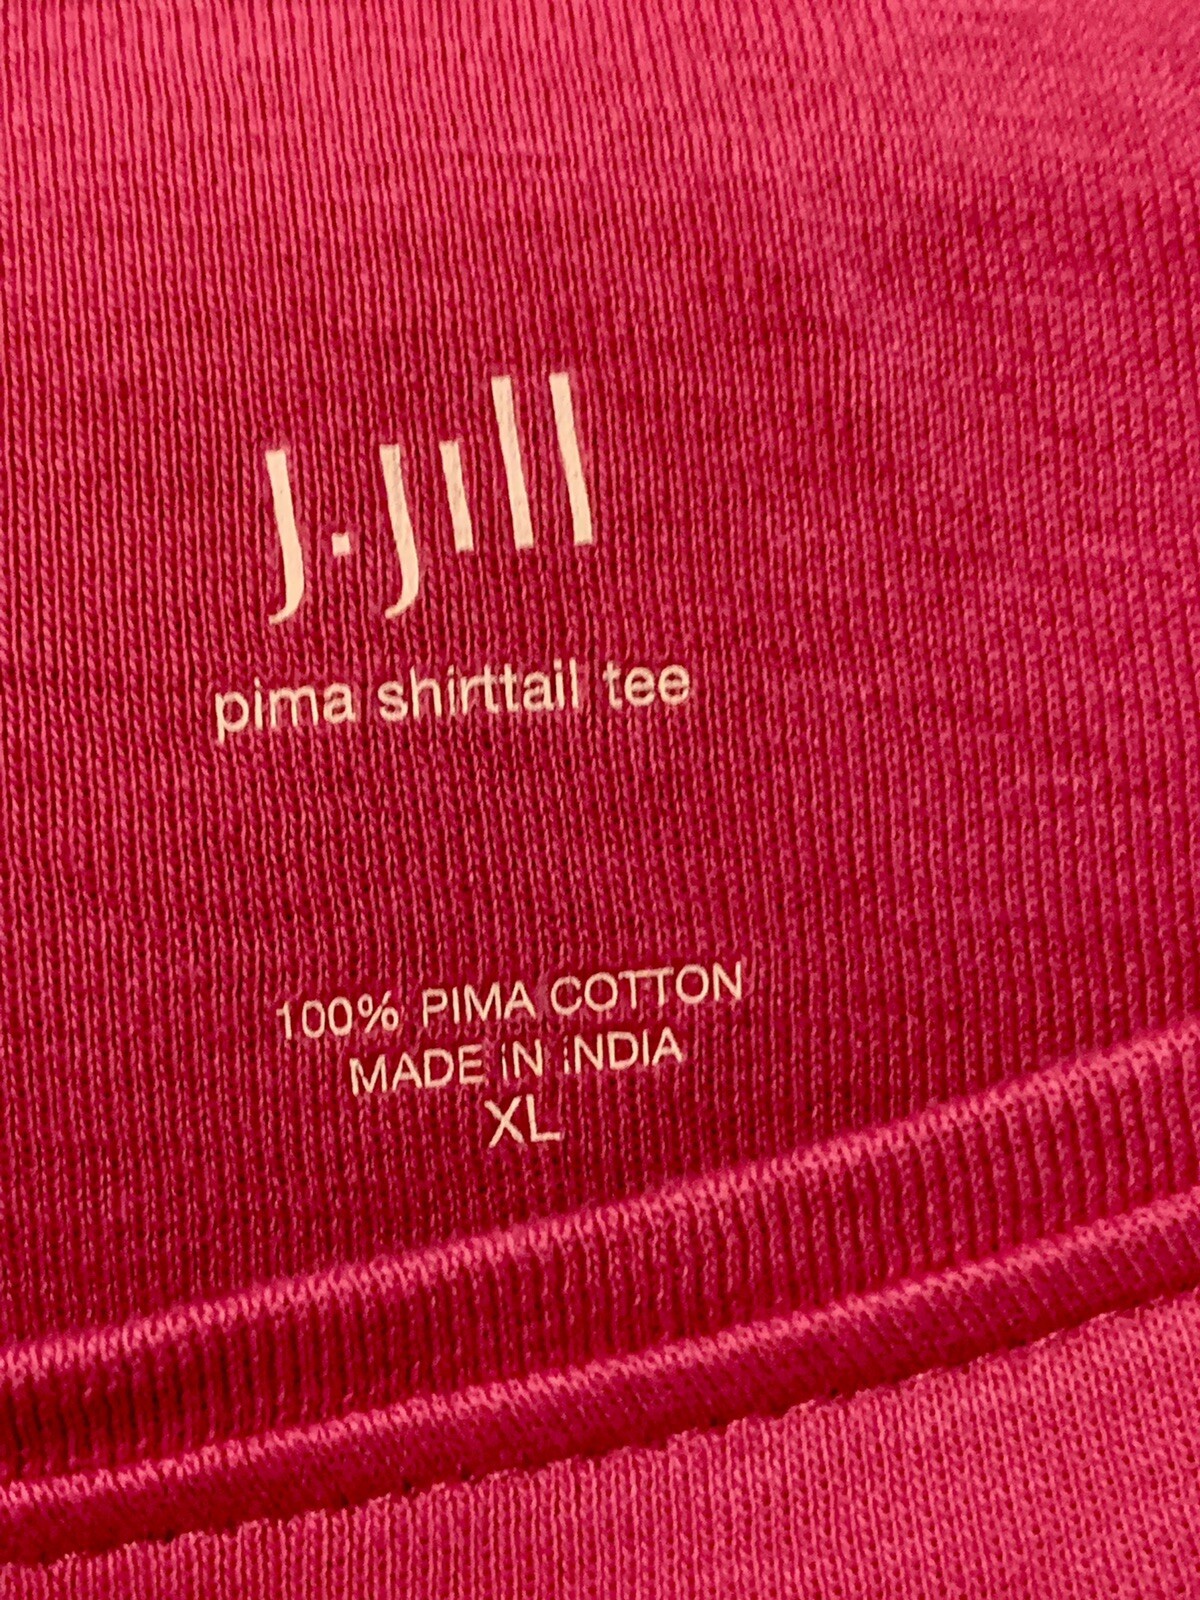 J.Jill
pima shirttail tee
100% PIMA COTTON
MADE iN iNDIA
XL